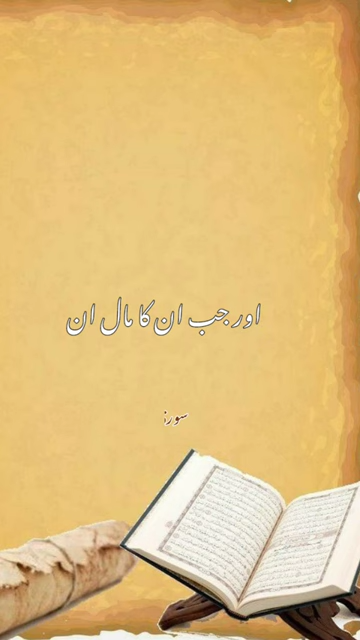 اور جب ان کا مال ان
سورۃ